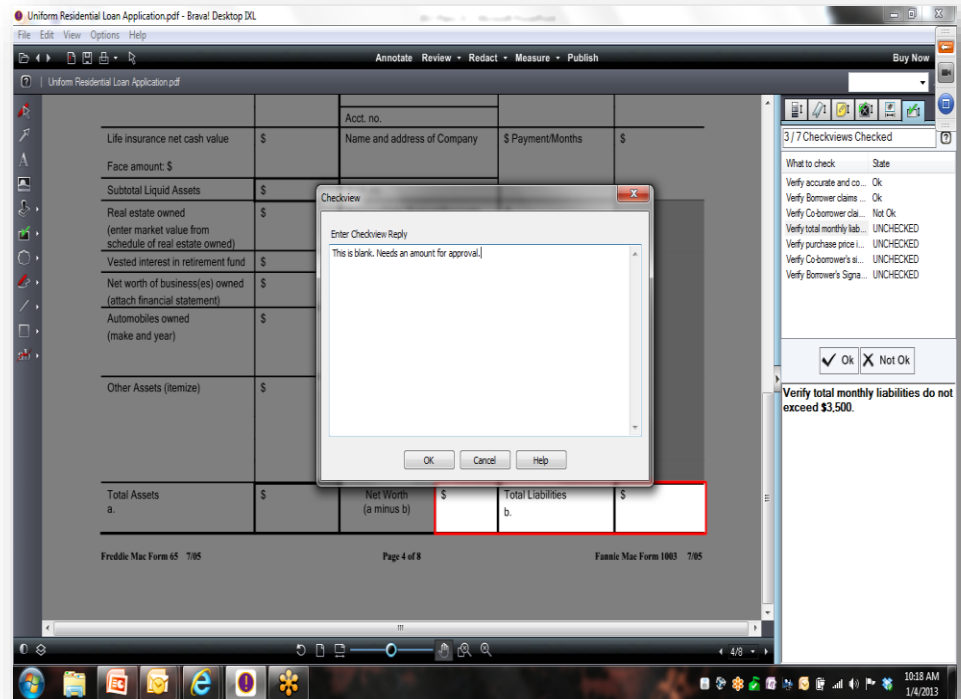 Uniform Residential Loan Application.pdf - Brava! Desktop DXL
File Edit View Options Help
Annotate Review Redact Measure Publish
Buy Now
Uniform Residential Loan Application.pdf
Acct. no.
Life insurance net cash value $ Name and address of Company $ Payment/Months $
Face amount: $
Subtotal Liquid Assets $
Real estate owned $
(enter market value from
schedule of real estate owned)
Vested interest in retirement fund $
Net worth of business(es) owned $
(attach financial statement)
Automobiles owned $
(make and year)
Other Assets (itemize) $
Total Assets $ Net Worth $ Total Liabilities $
a. (a minus b) b.
Freddie Mac Form 65 7/05 Page 4 of 8 Fannie Mae Form 1003 7/05
Checkview
Enter Checkview Reply
This is blank. Needs an amount for approval.
OK Cancel Help
3 / 7 Checkviews Checked
What to check State
Verify accurate and co... Ok
Verify Borrower claims ... Ok
Verify Co-borrower clai... Not Ok
Verify total monthly liab... UNCHECKED
Verify purchase price i... UNCHECKED
Verify Co-borrower's si... UNCHECKED
Verify Borrower's Signa... UNCHECKED
Ok Not Ok
Verify total monthly liabilities do not
exceed $3,500.
4/8
10:18 AM
1/4/2013